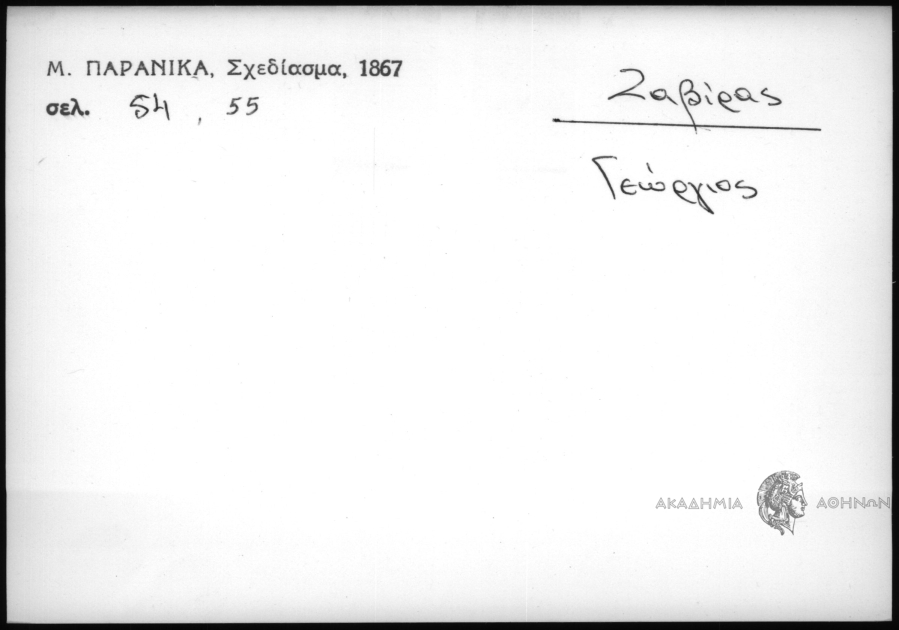 Μ. ΠΑΡΑΝΙΚΑ, Σχεδίασμα, 1867
σελ. 54, 55
Ζαβίρας
Γεώργιος
ΑΚΑΔΗΜΙΑ ΑΘΗΝΩΝ